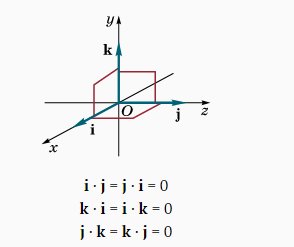 y
k
O
j
z
i
x
i · j = j · i = 0
k · i = i · k = 0
j · k = k · j = 0